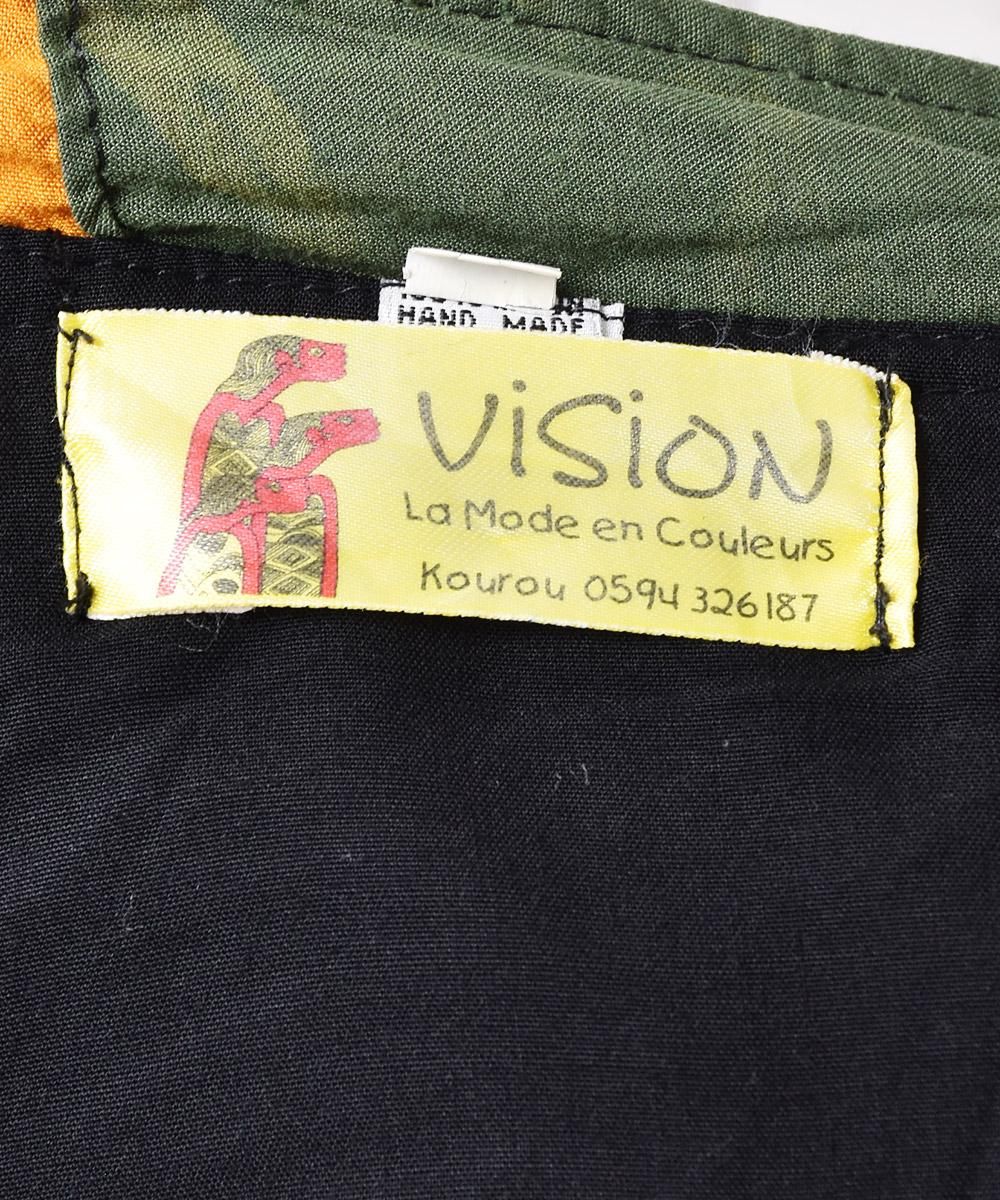 HAND MADE
ViSiON
La Mode en Couleurs
Kourou 0594 326187